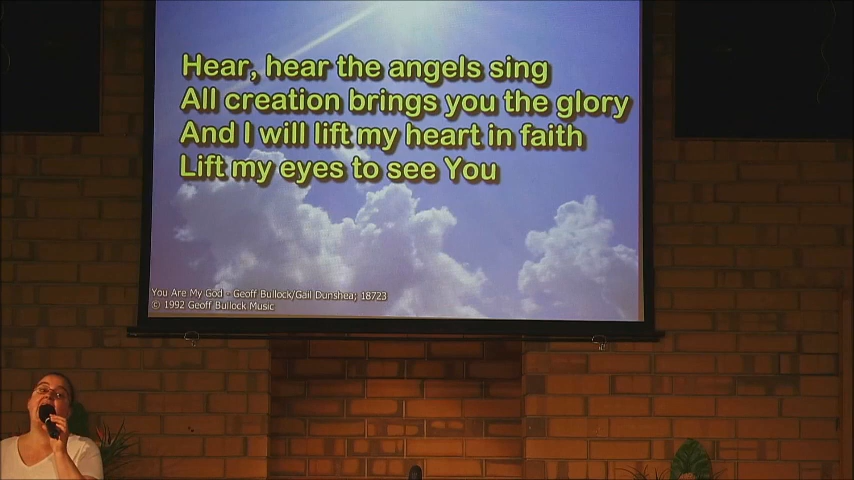 Hear, hear the angels sing
All creation brings you the glory
And I will lift my heart in faith
Lift my eyes to see You
You Are My God - Geoff Bullock/Gail Dunshea; 18723
© 1992 Geoff Bullock Music